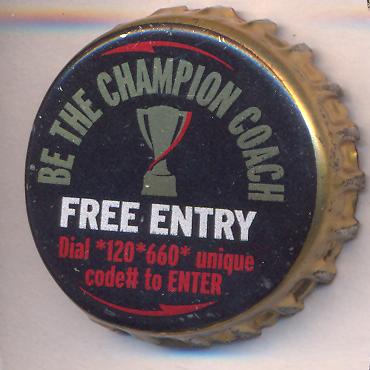 BE THE CHAMPION COACH
FREE ENTRY
Dial *120*660* unique
code# to ENTER